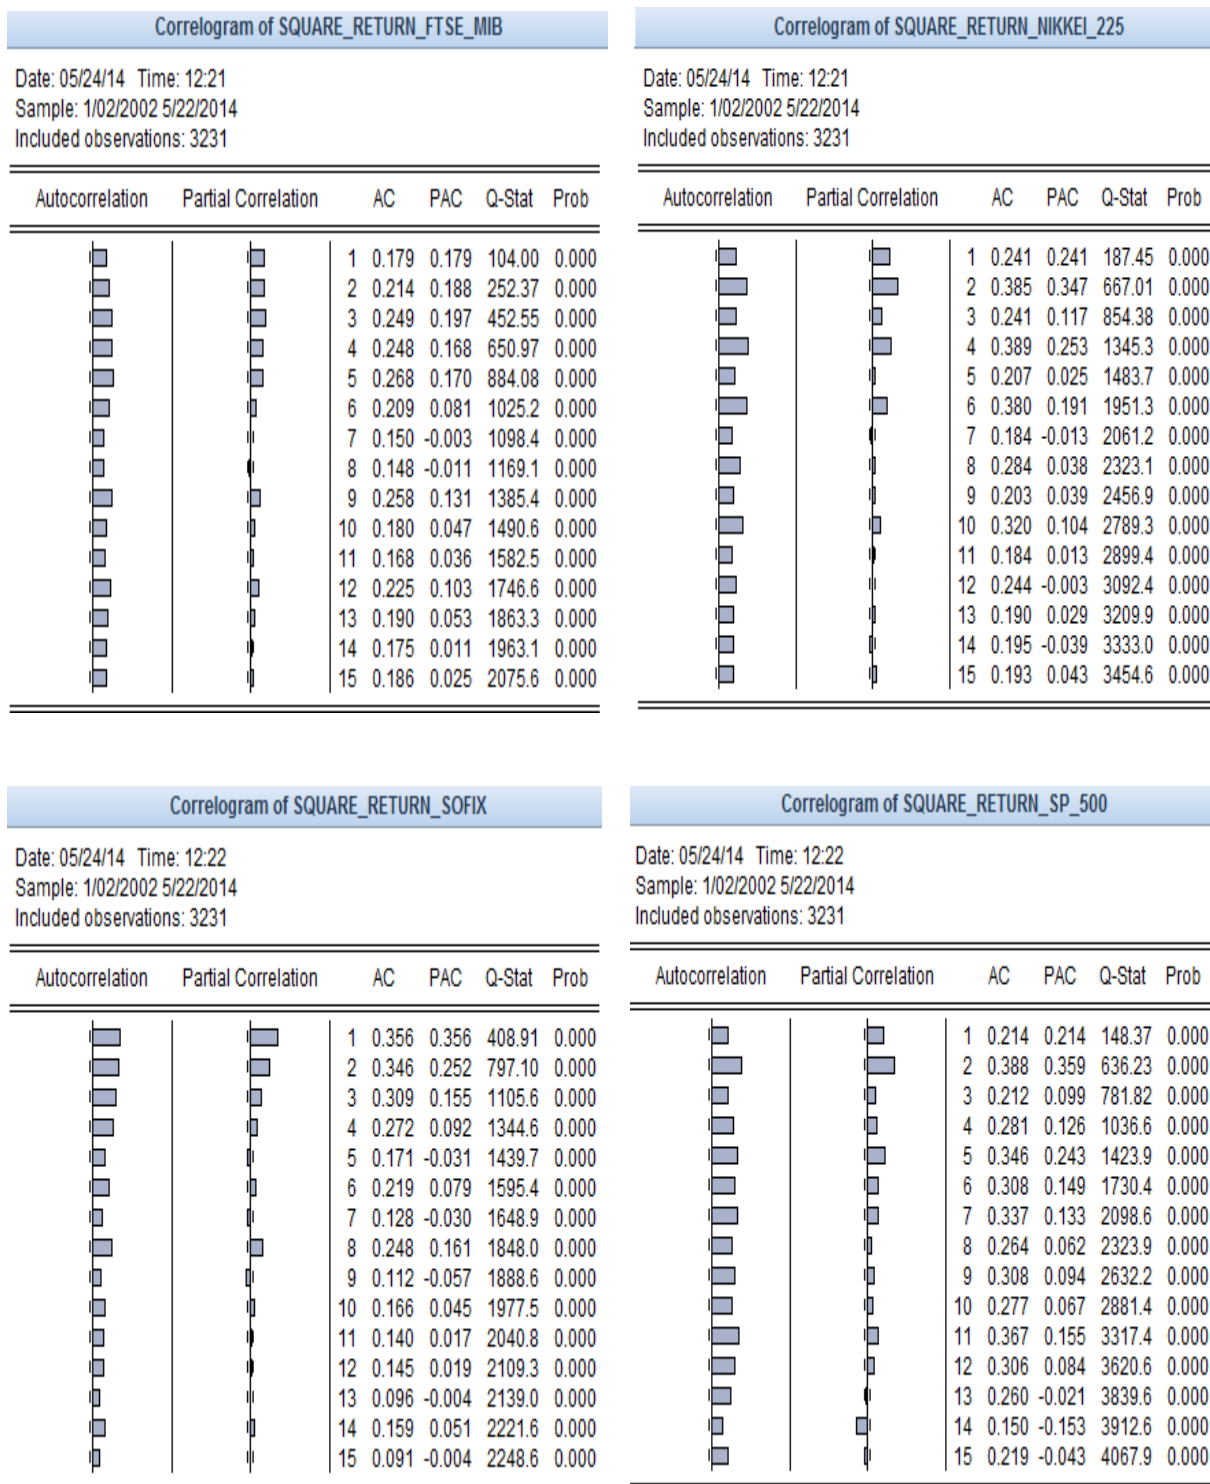 Correlogram of SQUARE_RETURN_FTSE_MIB
Date: 05/24/14 Time: 12:21
Sample: 1/02/2002 5/22/2014
Included observations: 3231
Autocorrelation Partial Correlation AC PAC Q-Stat Prob
1 0.179 0.179 104.00 0.000
2 0.214 0.188 252.37 0.000
3 0.249 0.197 452.55 0.000
4 0.248 0.168 650.97 0.000
5 0.268 0.170 884.08 0.000
6 0.209 0.081 1025.2 0.000
7 0.150 -0.003 1098.4 0.000
8 0.148 -0.011 1169.1 0.000
9 0.258 0.131 1385.4 0.000
10 0.180 0.047 1490.6 0.000
11 0.168 0.036 1582.5 0.000
12 0.225 0.103 1746.6 0.000
13 0.190 0.053 1863.3 0.000
14 0.175 0.011 1963.1 0.000
15 0.186 0.025 2075.6 0.000
Correlogram of SQUARE_RETURN_NIKKEI_225
Date: 05/24/14 Time: 12:21
Sample: 1/02/2002 5/22/2014
Included observations: 3231
Autocorrelation Partial Correlation AC PAC Q-Stat Prob
1 0.241 0.241 187.45 0.000
2 0.385 0.347 667.01 0.000
3 0.241 0.117 854.38 0.000
4 0.389 0.253 1345.3 0.000
5 0.207 0.025 1483.7 0.000
6 0.380 0.191 1951.3 0.000
7 0.184 -0.013 2061.2 0.000
8 0.284 0.038 2323.1 0.000
9 0.203 0.039 2456.9 0.000
10 0.320 0.104 2789.3 0.000
11 0.184 0.013 2899.4 0.000
12 0.244 -0.003 3092.4 0.000
13 0.190 0.029 3209.9 0.000
14 0.195 -0.039 3333.0 0.000
15 0.193 0.043 3454.6 0.000
Correlogram of SQUARE_RETURN_SOFIX
Date: 05/24/14 Time: 12:22
Sample: 1/02/2002 5/22/2014
Included observations: 3231
Autocorrelation Partial Correlation AC PAC Q-Stat Prob
1 0.356 0.356 408.91 0.000
2 0.346 0.252 797.10 0.000
3 0.309 0.155 1105.6 0.000
4 0.272 0.092 1344.6 0.000
5 0.171 -0.031 1439.7 0.000
6 0.219 0.079 1595.4 0.000
7 0.128 -0.030 1648.9 0.000
8 0.248 0.161 1848.0 0.000
9 0.112 -0.057 1888.6 0.000
10 0.166 0.045 1977.5 0.000
11 0.140 0.017 2040.8 0.000
12 0.145 0.019 2109.3 0.000
13 0.096 -0.004 2139.0 0.000
14 0.159 0.051 2221.6 0.000
15 0.091 -0.004 2248.6 0.000
Correlogram of SQUARE_RETURN_SP_500
Date: 05/24/14 Time: 12:22
Sample: 1/02/2002 5/22/2014
Included observations: 3231
Autocorrelation Partial Correlation AC PAC Q-Stat Prob
1 0.214 0.214 148.37 0.000
2 0.388 0.359 636.23 0.000
3 0.212 0.099 781.82 0.000
4 0.281 0.126 1036.6 0.000
5 0.346 0.243 1423.9 0.000
6 0.308 0.149 1730.4 0.000
7 0.337 0.133 2098.6 0.000
8 0.264 0.062 2323.9 0.000
9 0.308 0.094 2632.2 0.000
10 0.277 0.067 2881.4 0.000
11 0.367 0.155 3317.4 0.000
12 0.306 0.084 3620.6 0.000
13 0.260 -0.021 3839.6 0.000
14 0.150 -0.153 3912.6 0.000
15 0.219 -0.043 4067.9 0.000